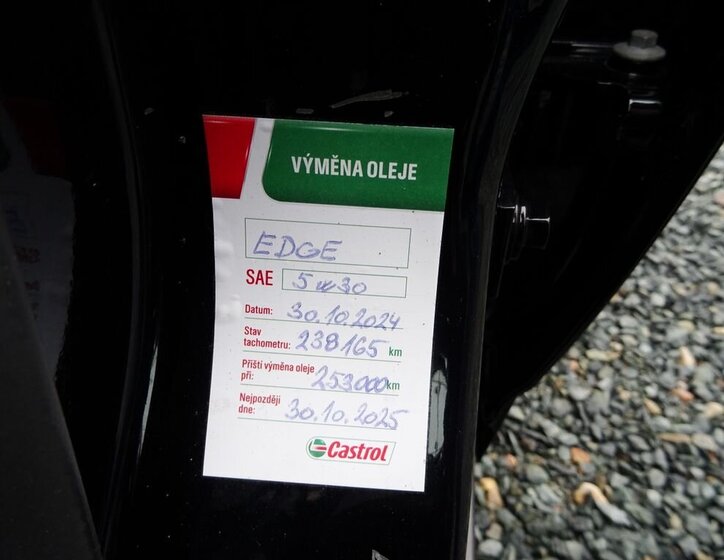 VÝMĚNA OLEJE
EDGE
SAE 5w30
Datum: 30.10.2024
Stav
tachometru: 238165 km
Příští výměna oleje
při: 253000 km
Nejpozději
dne: 30.10.2025
Castrol